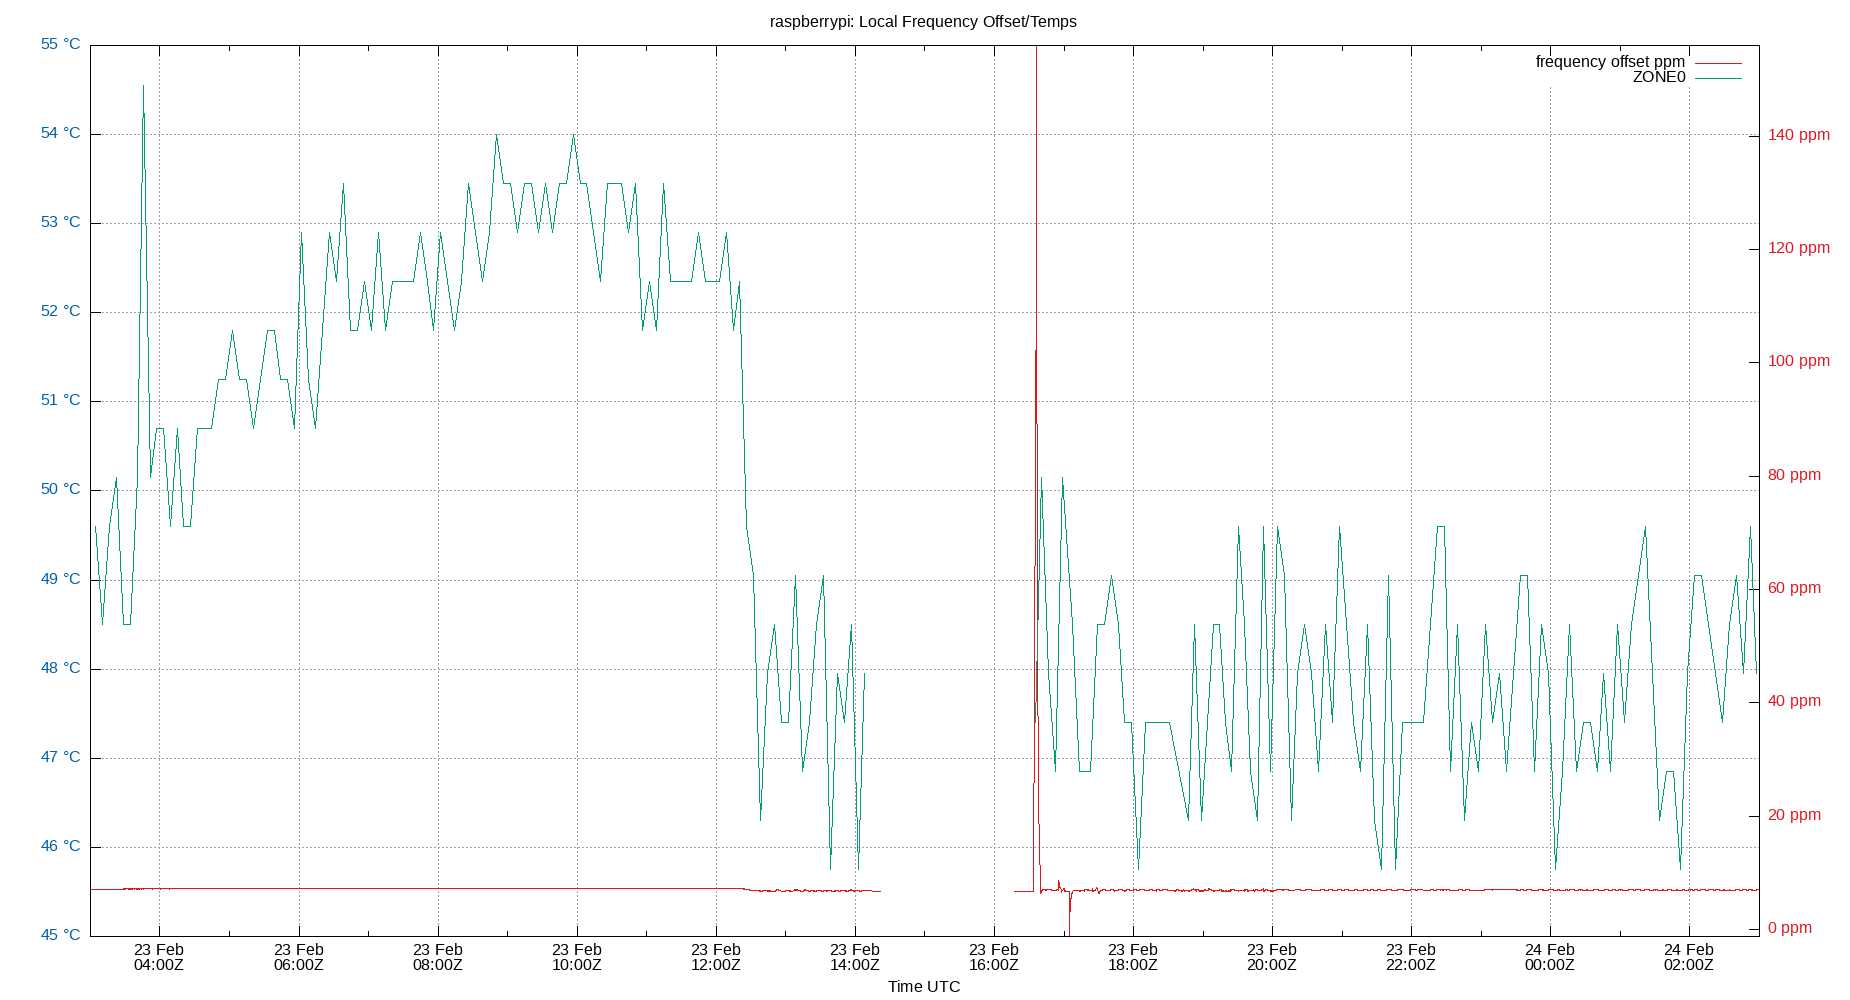 raspberrypi: Local Frequency Offset/Temps
frequency offset ppm
ZONE0
55 °C
54 °C
53 °C
52 °C
51 °C
50 °C
49 °C
48 °C
47 °C
46 °C
45 °C
140 ppm
120 ppm
100 ppm
80 ppm
60 ppm
40 ppm
20 ppm
0 ppm
23 Feb 23 Feb 23 Feb 23 Feb 23 Feb 23 Feb 23 Feb 23 Feb 23 Feb 23 Feb 24 Feb 24 Feb
04:00Z 06:00Z 08:00Z 10:00Z 12:00Z 14:00Z 16:00Z 18:00Z 20:00Z 22:00Z 00:00Z 02:00Z
Time UTC